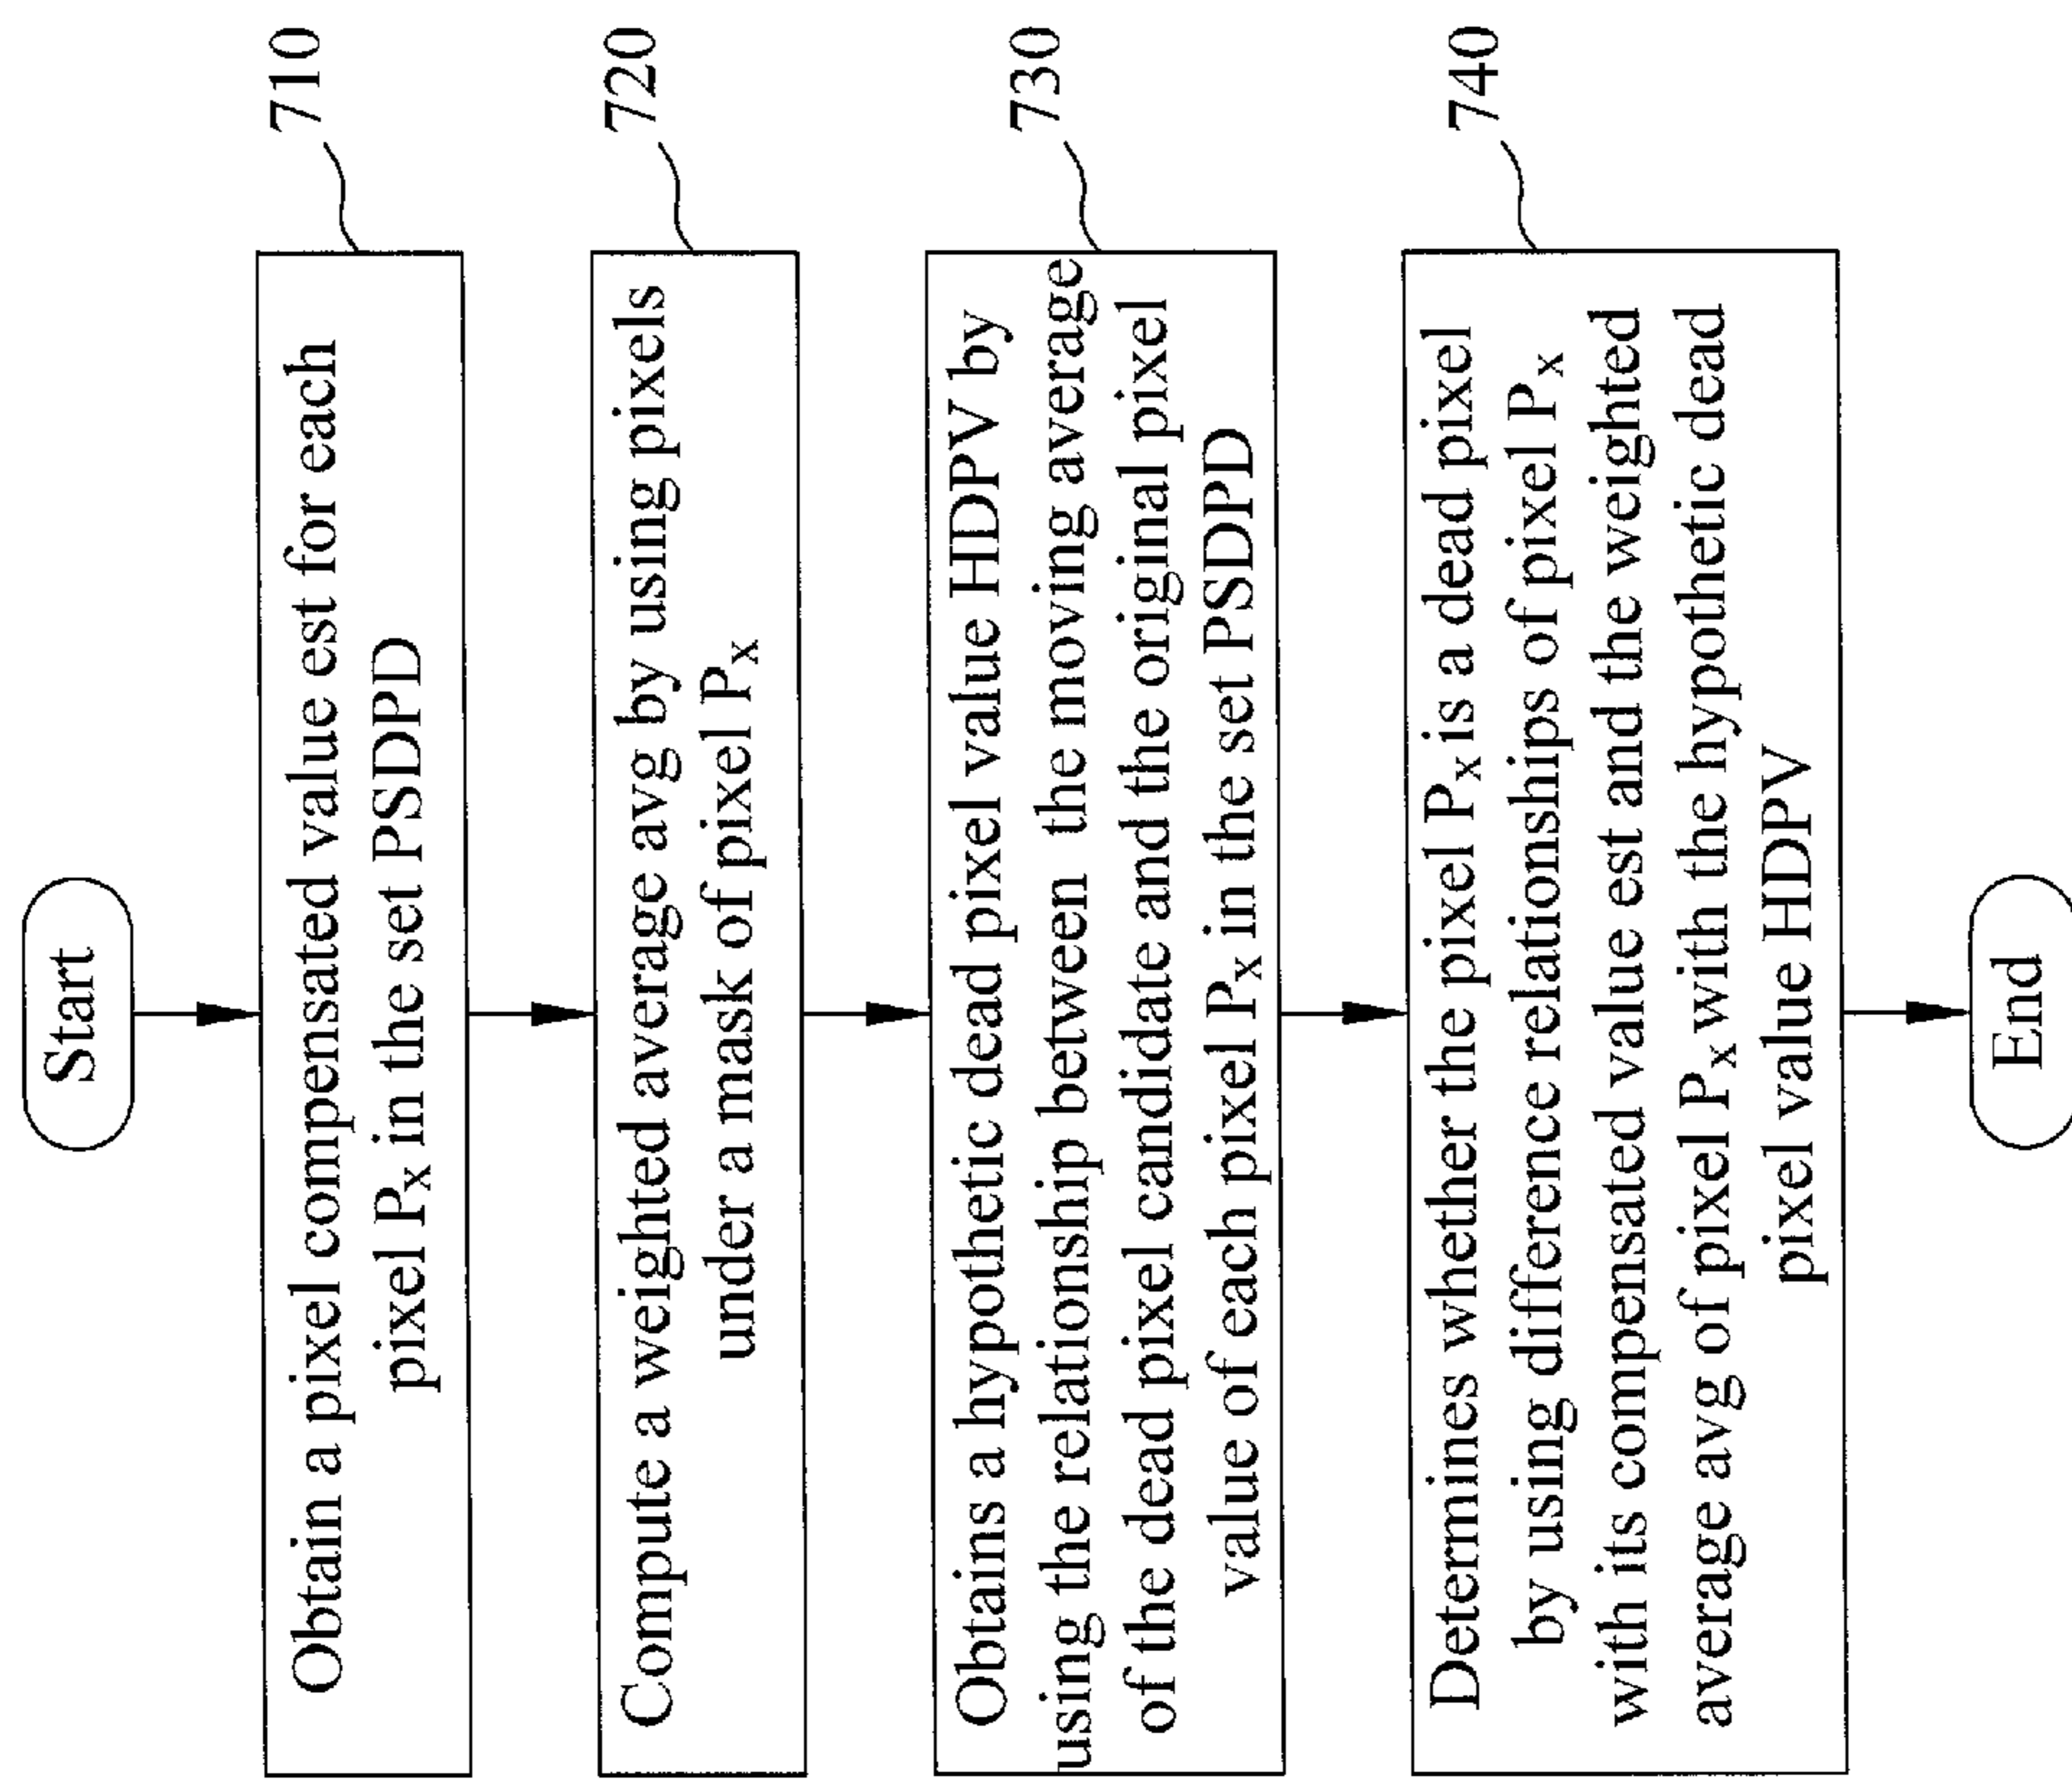 Start
710
Obtain a pixel compensated value est for each
pixel Px in the set PSDPD
720
Compute a weighted average avg by using pixels
under a mask of pixel Px
730
Obtains a hypothetic dead pixel value HDPV by
using the relationship between the moving average
of the dead pixel candidate and the original pixel
value of each pixel Px in the set PSDPD
740
Determines whether the pixel Px is a dead pixel
by using difference relationships of pixel Px
with its compensated value est and the weighted
average avg of pixel Px with the hypothetic dead
pixel value HDPV
End